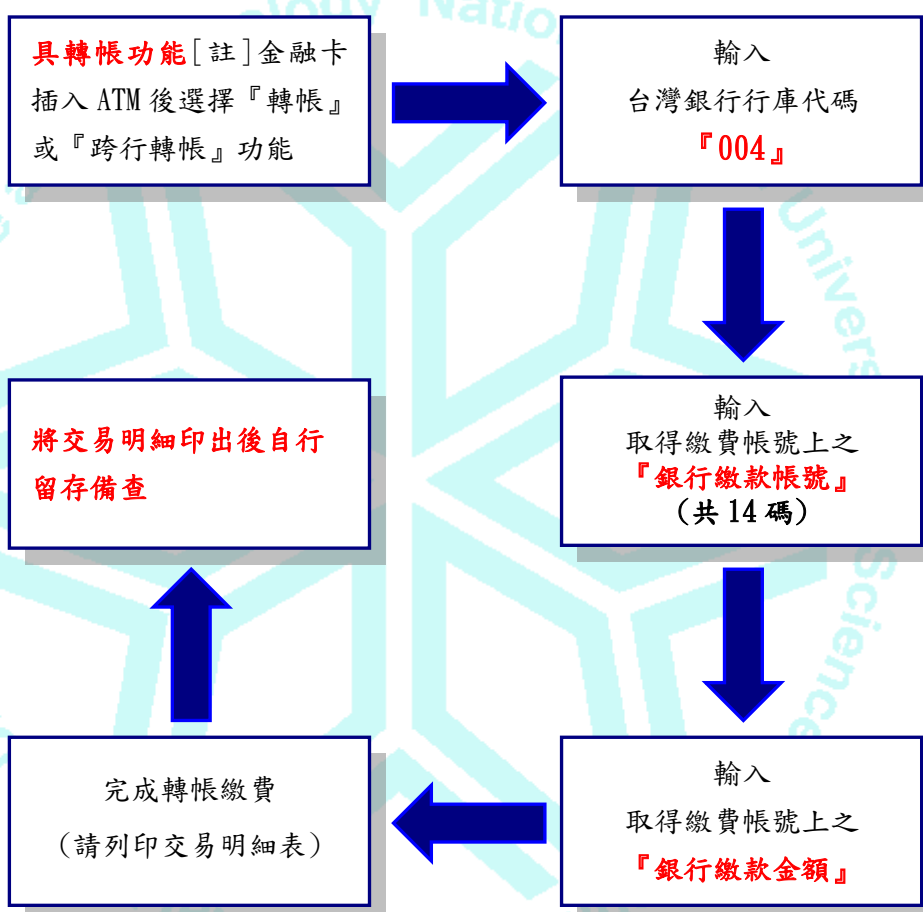 具轉帳功能[註]金融卡
插入 ATM 後選擇『轉帳』
或『跨行轉帳』功能
輸入
台灣銀行行庫代碼
『004』
輸入
取得繳費帳號上之
『銀行繳款帳號』
(共 14 碼)
輸入
取得繳費帳號上之
『銀行繳款金額』
完成轉帳繳費
(請列印交易明細表)
將交易明細印出後自行
留存備查
Natio
Univers
Science